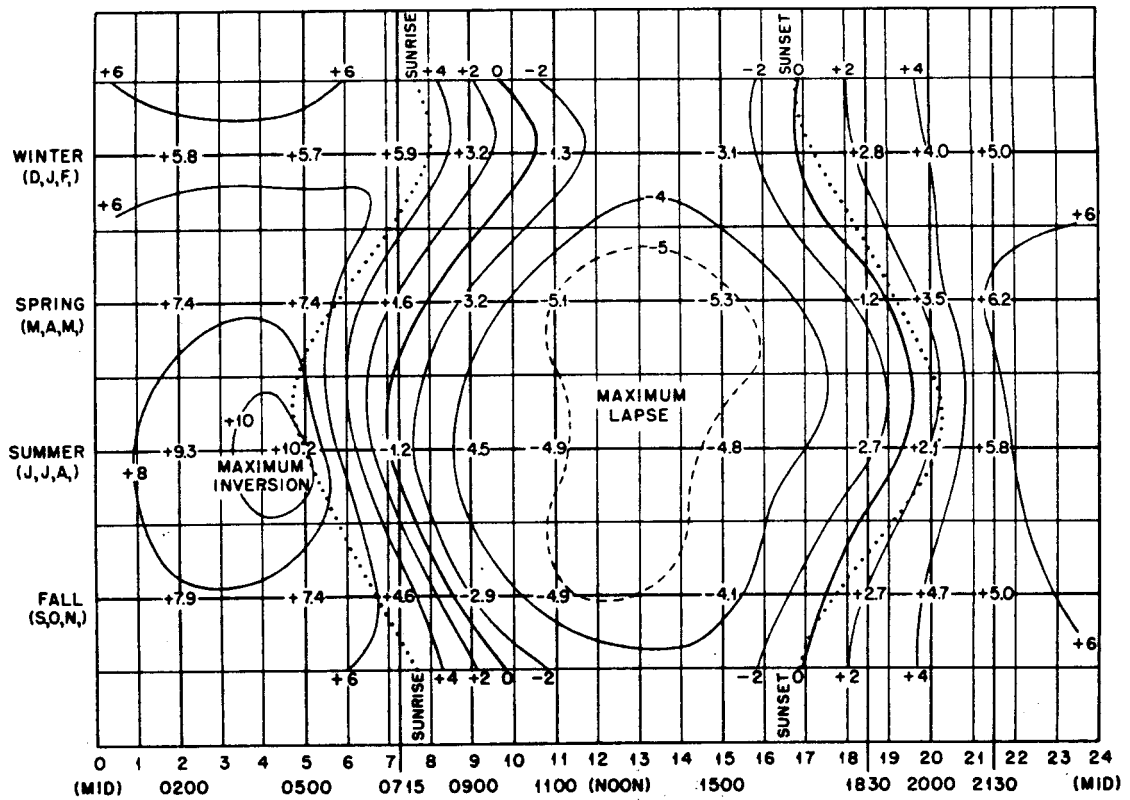 SUNRISE SUNSET
+6 +6 +4 +2 0 -2 -2 0 +2 +4
WINTER +5.8 +5.7 +5.9 +3.2 -1.3 -3.1 +2.8 +4.0 +5.0
(D,J,F,)
+6 -4 +6
-5
SPRING +7.4 +7.4 +1.6 -3.2 -5.1 -5.3 -1.2 +3.5 +6.2
(M,A,M,)
+10 MAXIMUM
LAPSE
SUMMER +9.3 +10.2 -1.2 -4.5 -4.9 -4.8 -2.7 +2.1 +5.8
(J,J,A,) +8 MAXIMUM
INVERSION
FALL +7.9 +7.4 +4.6 -2.9 -4.9 -4.1 +2.7 +4.7 +5.0
(S,O,N,)
+6
+6 +4 +2 0 -2 -2 0 +2 +4
SUNRISE SUNSET
0 1 2 3 4 5 6 7 8 9 10 11 12 13 14 15 16 17 18 19 20 21 22 23 24
(MID) 0200 0500 0715 0900 1100 (NOON) 1500 1830 2000 2130 (MID)